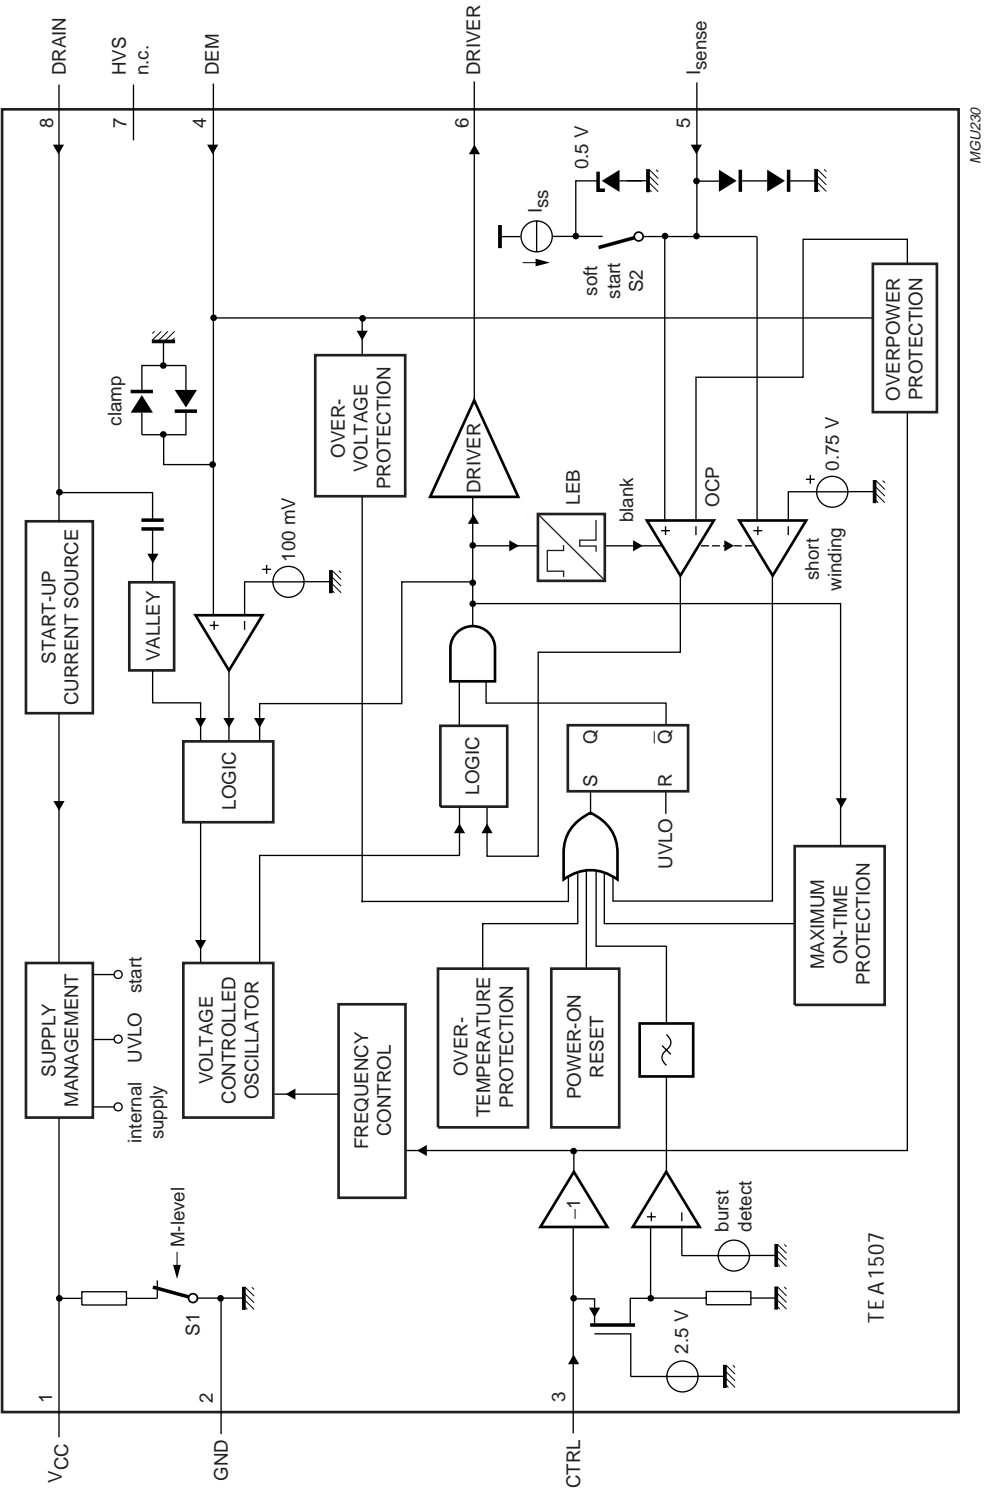 VCC
1
GND
2
CTRL
3
S1
M-level
SUPPLY
MANAGEMENT
internal
supply
UVLO
start
START-UP
CURRENT SOURCE
8
DRAIN
7
HVS
n.c.
4
DEM
clamp
VALLEY
LOGIC
100 mV
+
−
+
VOLTAGE
CONTROLLED
OSCILLATOR
FREQUENCY
CONTROL
OVER-
VOLTAGE
PROTECTION
LOGIC
DRIVER
6
DRIVER
LEB
blank
OVER-
TEMPERATURE
PROTECTION
POWER-ON
RESET
S
Q
R
Q
UVLO
−1
2.5 V
burst
detect
+
−
MAXIMUM
ON-TIME
PROTECTION
OCP
+
−
short
winding
+
−
0.75 V
+
soft
start
S2
Iss
0.5 V
5
Isense
OVERPOWER
PROTECTION
TEA1507
MGU230